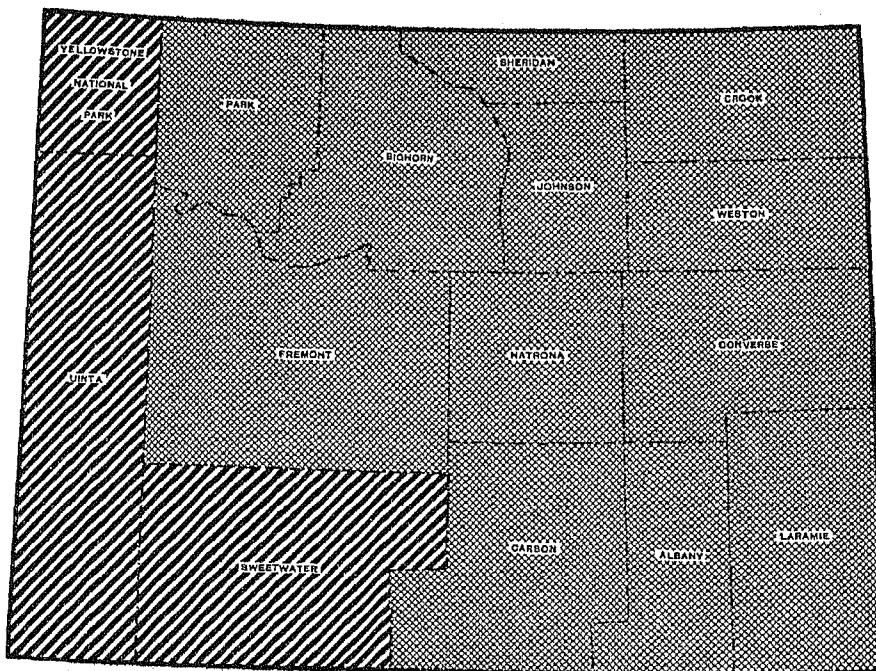 YELLOWSTONE
NATIONAL
PARK
PARK
SHERIDAN
CROOK
BIGHORN
JOHNSON
WESTON
FREMONT
NATRONA
CONVERSE
UINTA
SWEETWATER
CARBON
ALBANY
LARAMIE